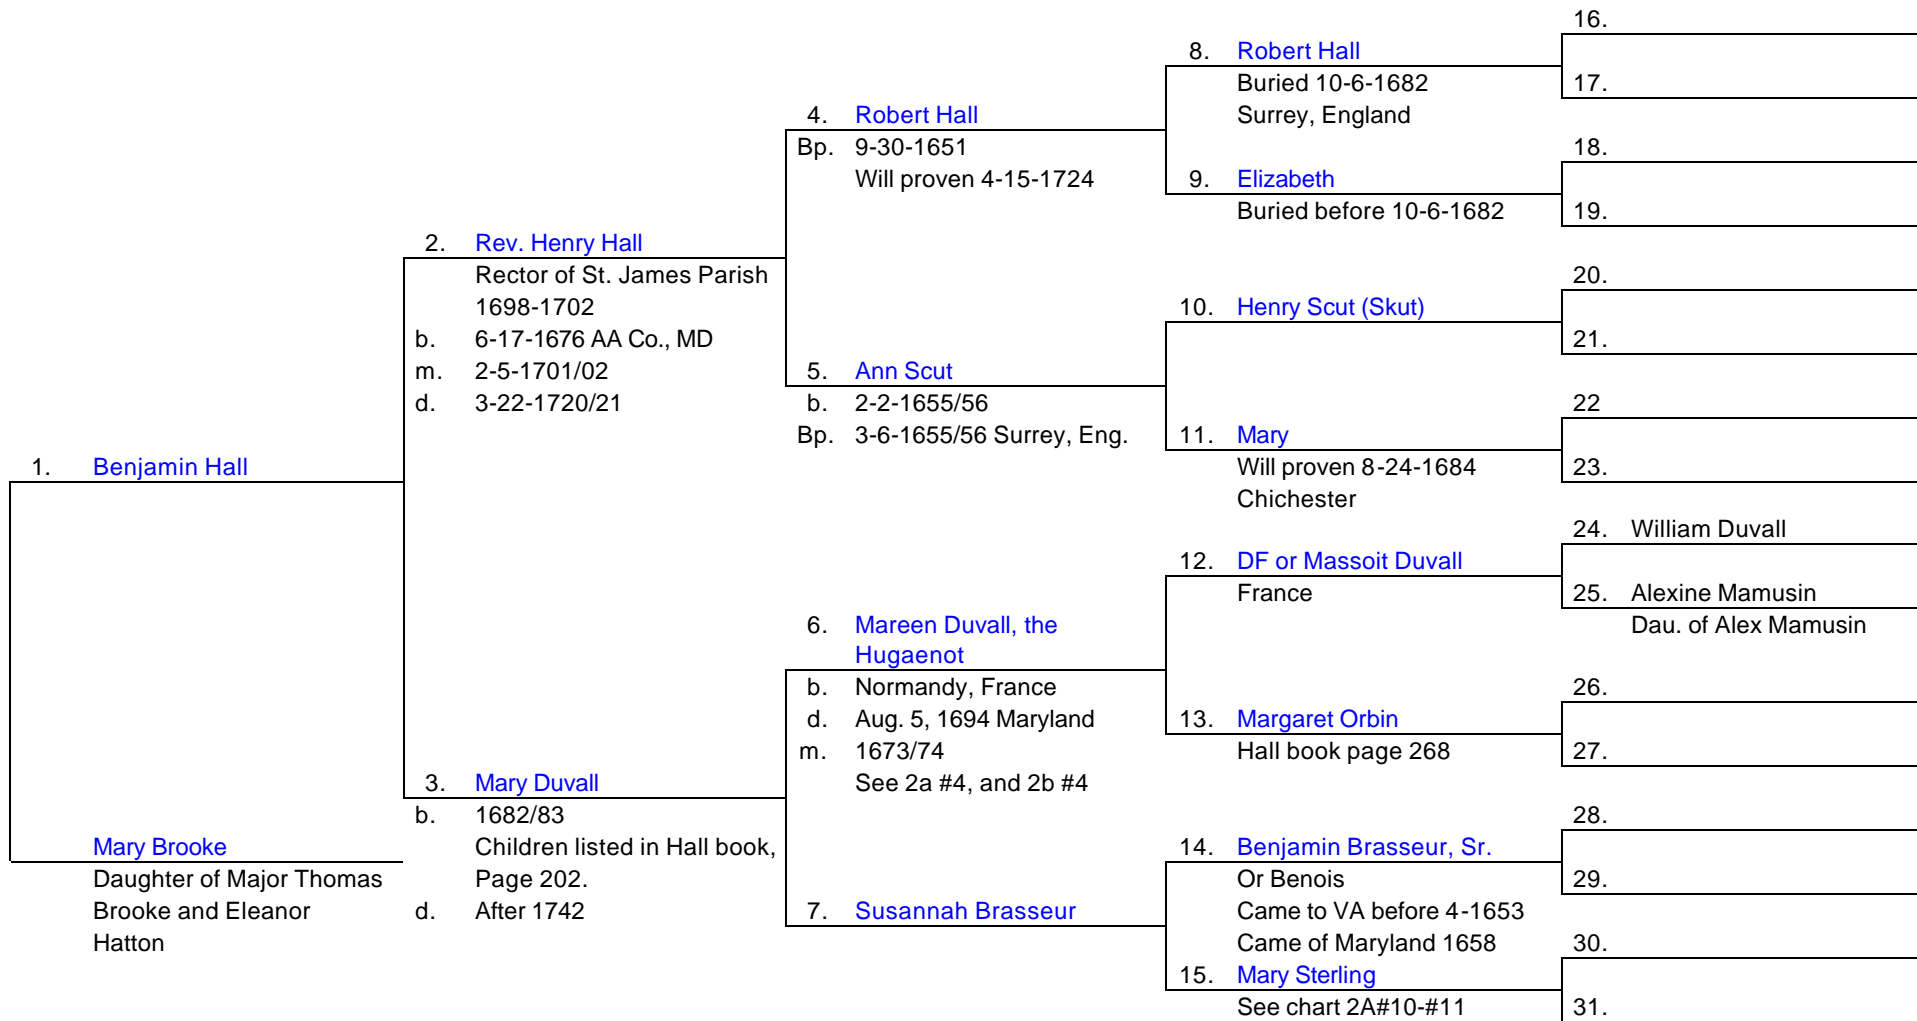 1. Benjamin Hall
Mary Brooke
Daughter of Major Thomas
Brooke and Eleanor
Hatton
2. Rev. Henry Hall
Rector of St. James Parish
1698-1702
b. 6-17-1676 AA Co., MD
m. 2-5-1701/02
d. 3-22-1720/21
3. Mary Duvall
b. 1682/83
Children listed in Hall book,
Page 202.
d. After 1742
4. Robert Hall
Bp. 9-30-1651
Will proven 4-15-1724
5. Ann Scut
b. 2-2-1655/56
Bp. 3-6-1655/56 Surrey, Eng.
6. Mareen Duvall, the
Hugaenot
b. Normandy, France
d. Aug. 5, 1694 Maryland
m. 1673/74
See 2a #4, and 2b #4
7. Susannah Brasseur
8. Robert Hall
Buried 10-6-1682
Surrey, England
9. Elizabeth
Buried before 10-6-1682
10. Henry Scut (Skut)
11. Mary
Will proven 8-24-1684
Chichester
12. DF or Massoit Duvall
France
13. Margaret Orbin
Hall book page 268
14. Benjamin Brasseur, Sr.
Or Benois
Came to VA before 4-1653
Came of Maryland 1658
15. Mary Sterling
See chart 2A#10-#11
16.
17.
18.
19.
20.
21.
22
23.
24. William Duvall
25. Alexine Mamusin
Dau. of Alex Mamusin
26.
27.
28.
29.
30.
31.